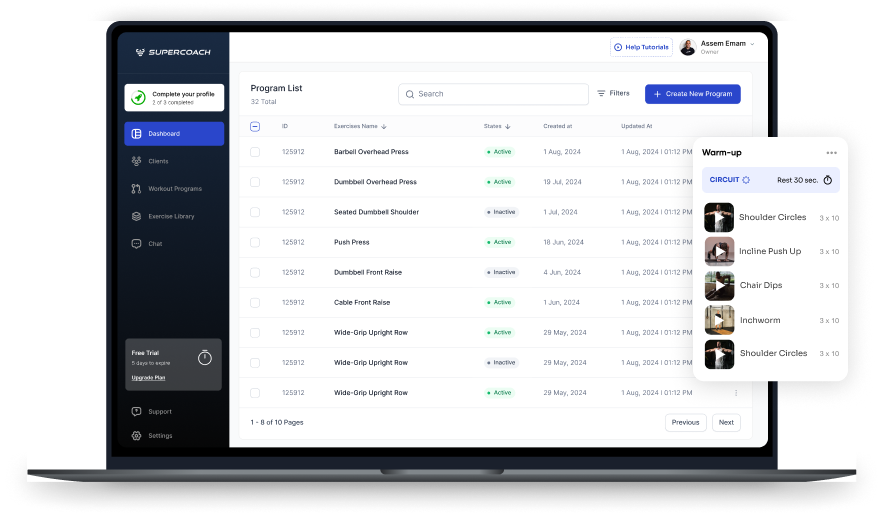 SUPERCOACH
Complete your profile
2 of 3 completed
Dashboard
Clients
Workout Programs
Exercise Library
Chat
Free Trial
5 days to expire
Upgrade Plan
Support
Settings
Help Tutorials
Assem Emam
Owner
Program List
32 Total
Search
Filters
+ Create New Program
ID Exercises Name States Created at Updated At
125912 Barbell Overhead Press Active 1 Aug, 2024 1 Aug, 2024 | 01:12 PM
125912 Dumbbell Overhead Press Active 19 Jul, 2024 1 Aug, 2024 | 01:12 PM
125912 Seated Dumbbell Shoulder Inactive 1 Jul, 2024 1 Aug, 2024 | 01:12 PM
125912 Push Press Active 18 Jun, 2024 1 Aug, 2024 | 01:12 PM
125912 Dumbbell Front Raise Inactive 4 Jun, 2024 1 Aug, 2024 | 01:12 PM
125912 Cable Front Raise Active 1 Jun, 2024 1 Aug, 2024 | 01:12 PM
125912 Wide-Grip Upright Row Active 29 May, 2024 1 Aug, 2024 | 01:12 PM
125912 Wide-Grip Upright Row Inactive 29 May, 2024 1 Aug, 2024 | 01:12 PM
125912 Wide-Grip Upright Row Active 29 May, 2024 1 Aug, 2024 | 01:12 PM
1 - 8 of 10 Pages
Previous
Next
Warm-up
CIRCUIT Rest 30 sec.
Shoulder Circles 3 x 10
Incline Push Up 3 x 10
Chair Dips 3 x 10
Inchworm 3 x 10
Shoulder Circles 3 x 10